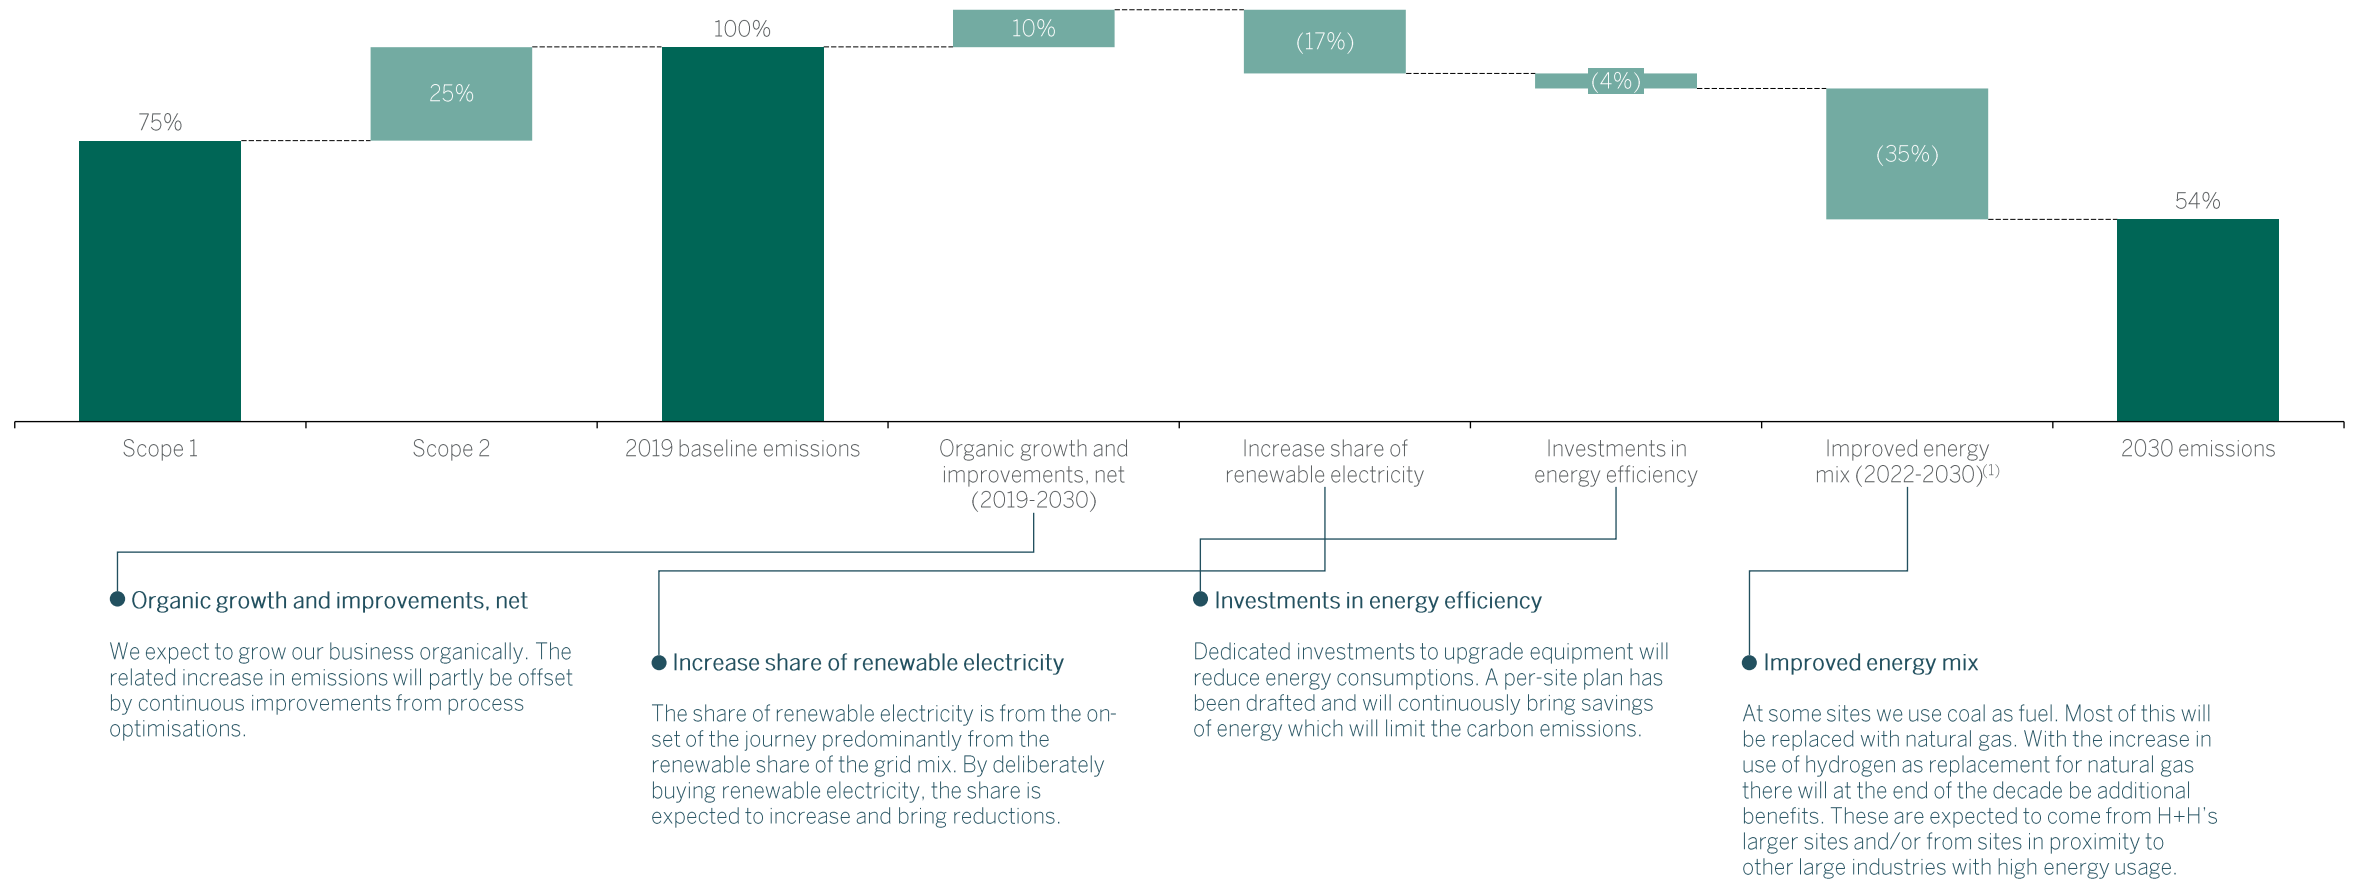 75%
25%
100%
10%
(17%)
(4%)
(35%)
54%
Scope 1
Scope 2
2019 baseline emissions
Organic growth and
improvements, net
(2019-2030)
Increase share of
renewable electricity
Investments in
energy efficiency
Improved energy
mix (2022-2030)(1)
2030 emissions
Organic growth and improvements, net
We expect to grow our business organically. The
related increase in emissions will partly be offset
by continuous improvements from process
optimisations.
Increase share of renewable electricity
The share of renewable electricity is from the on-
set of the journey predominantly from the
renewable share of the grid mix. By deliberately
buying renewable electricity, the share is
expected to increase and bring reductions.
Investments in energy efficiency
Dedicated investments to upgrade equipment will
reduce energy consumptions. A per-site plan has
been drafted and will continuously bring savings
of energy which will limit the carbon emissions.
Improved energy mix
At some sites we use coal as fuel. Most of this will
be replaced with natural gas. With the increase in
use of hydrogen as replacement for natural gas
there will at the end of the decade be additional
benefits. These are expected to come from H+H's
larger sites and/or from sites in proximity to
other large industries with high energy usage.